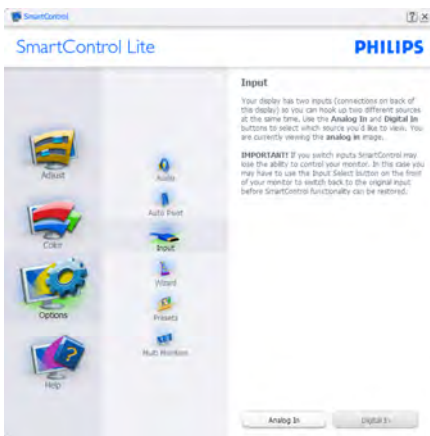 SmartControl
SmartControl Lite
PHILIPS
Adjust
Color
Options
Help
Audio
Auto Pivot
Input
Wizard
Presets
Multi Monitors
Input
Your display has two inputs (connections on back of
the display) so you can hook up two different sources
at the same time. Use the Analog In and Digital In
buttons to select which source you'd like to view. You
are currently viewing the analog in image.
IMPORTANT! If you switch inputs SmartControl may
lose the ability to control your monitor. In this case you
may have to use the Input Select button on the front
of your monitor to switch back to the original input
before SmartControl functionality can be restored.
Analog In
Digital In